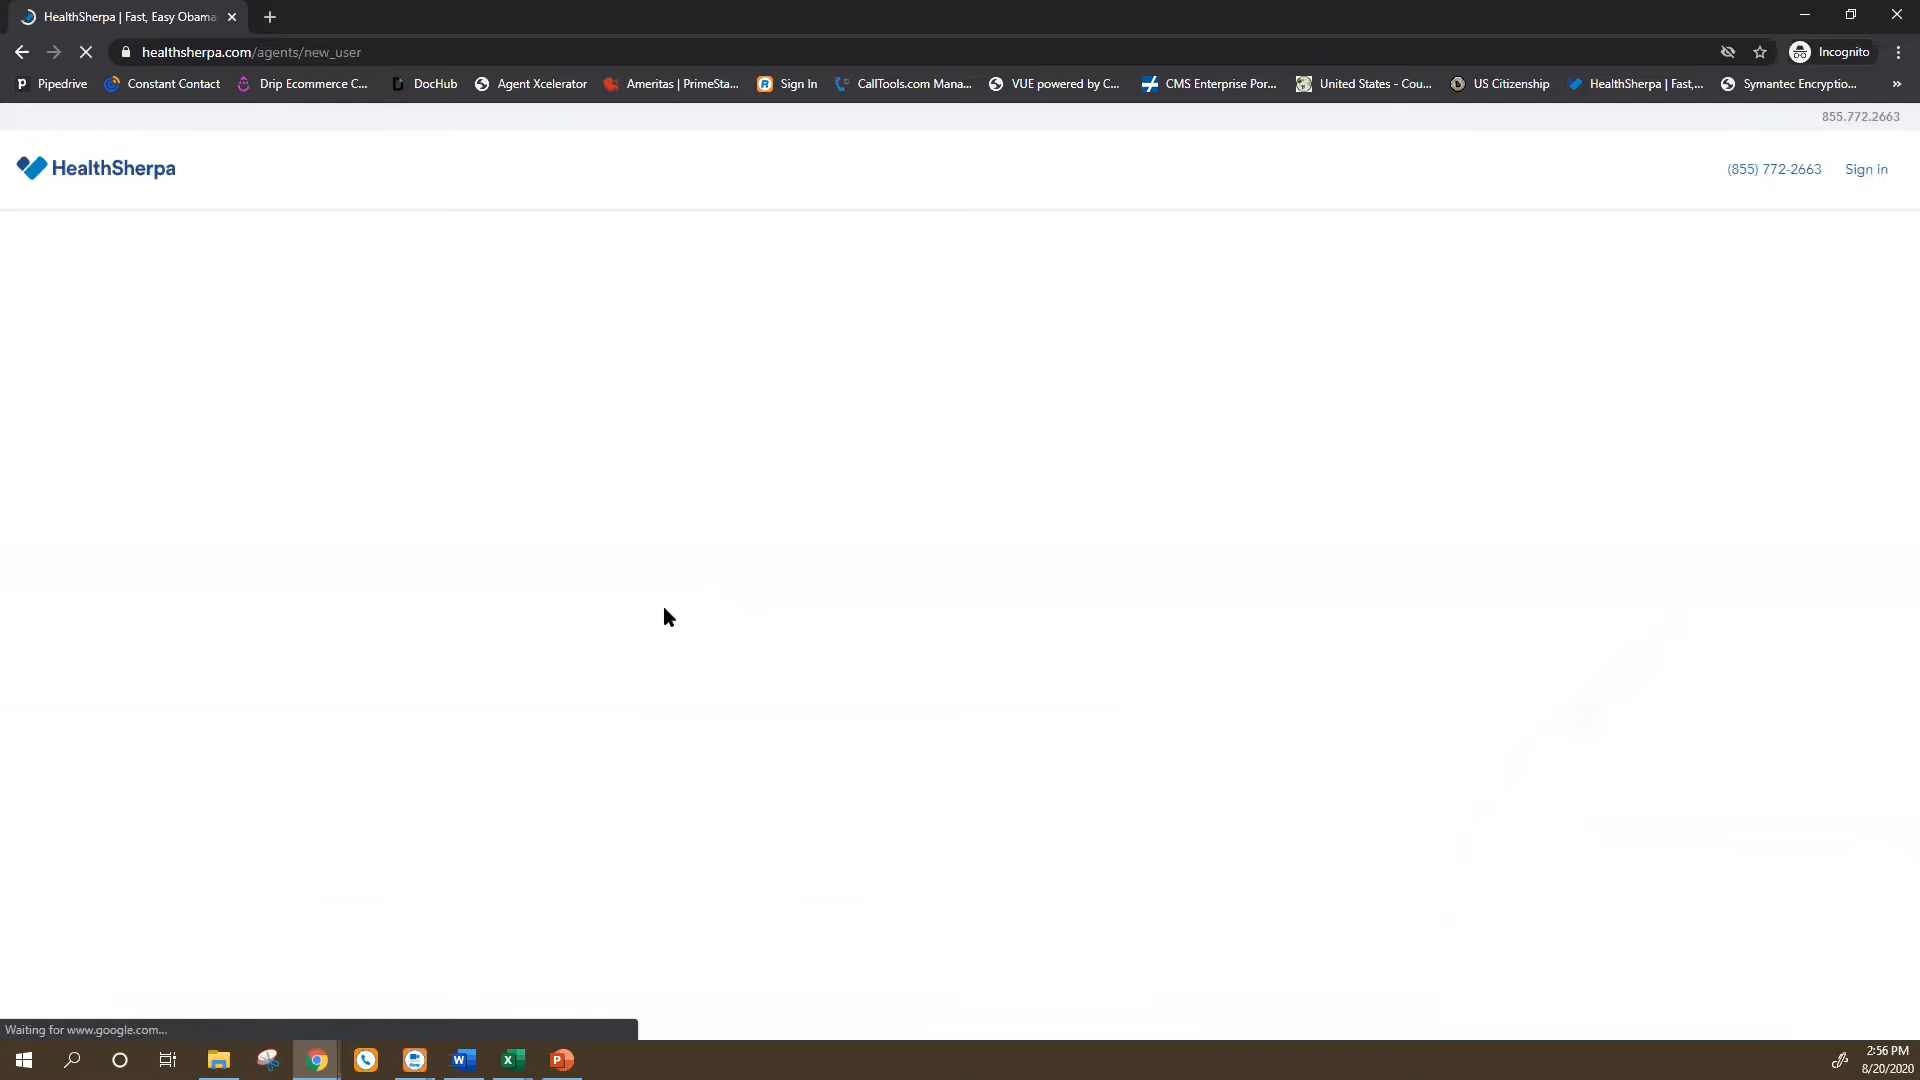 HealthSherpa | Fast, Easy Obama
healthsherpa.com/agents/new_user
Incognito
Pipedrive
Constant Contact
Drip Ecommerce C...
DocHub
Agent Xcelerator
Ameritas | PrimeSta...
Sign In
CallTools.com Mana...
VUE powered by C...
CMS Enterprise Por...
United States - Cou...
US Citizenship
HealthSherpa | Fast,...
Symantec Encryptio...
»
855.772.2663
HealthSherpa
(855) 772-2663
Sign in
Waiting for www.google.com...
2:56 PM
8/20/2020